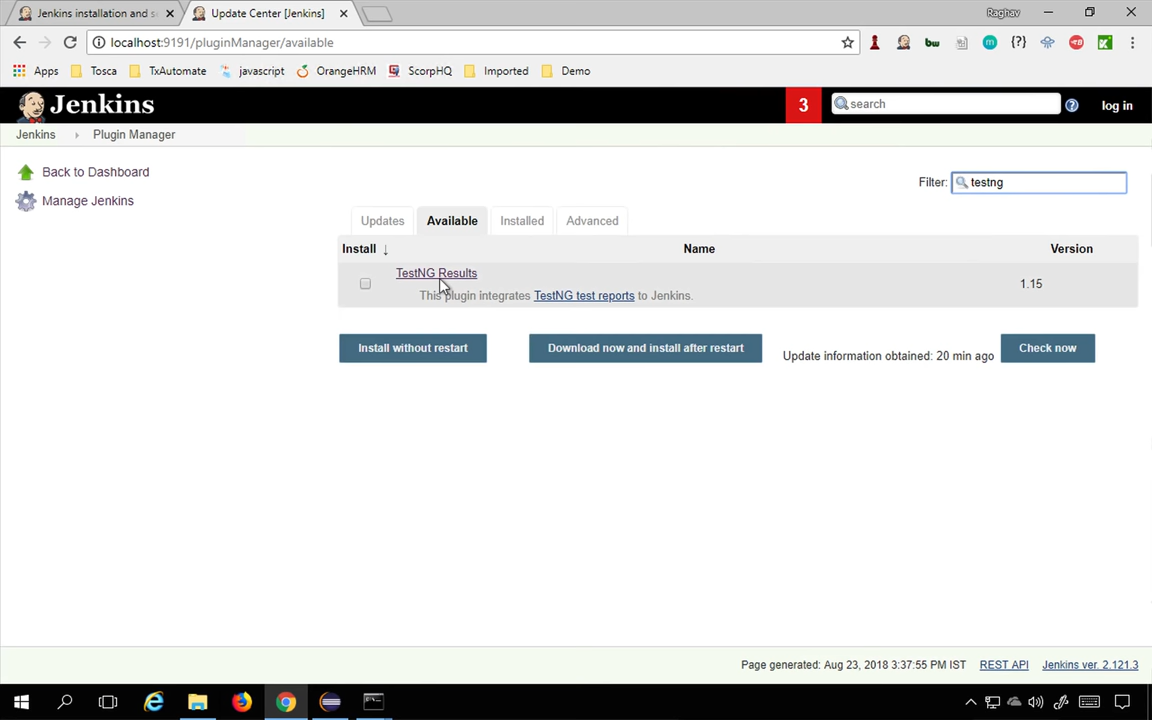 Jenkins installation and s
Update Center [Jenkins]
Raghav
localhost:9191/pluginManager/available
Apps
Tosca
TxAutomate
javascript
OrangeHRM
ScorpHQ
Imported
Demo
Jenkins
3
search
log in
Jenkins
Plugin Manager
Back to Dashboard
Manage Jenkins
Filter:
testng
Updates
Available
Installed
Advanced
Install ↓
Name
Version
TestNG Results
This plugin integrates TestNG test reports to Jenkins.
1.15
Install without restart
Download now and install after restart
Update information obtained: 20 min ago
Check now
Page generated: Aug 23, 2018 3:37:55 PM IST
REST API
Jenkins ver. 2.121.3